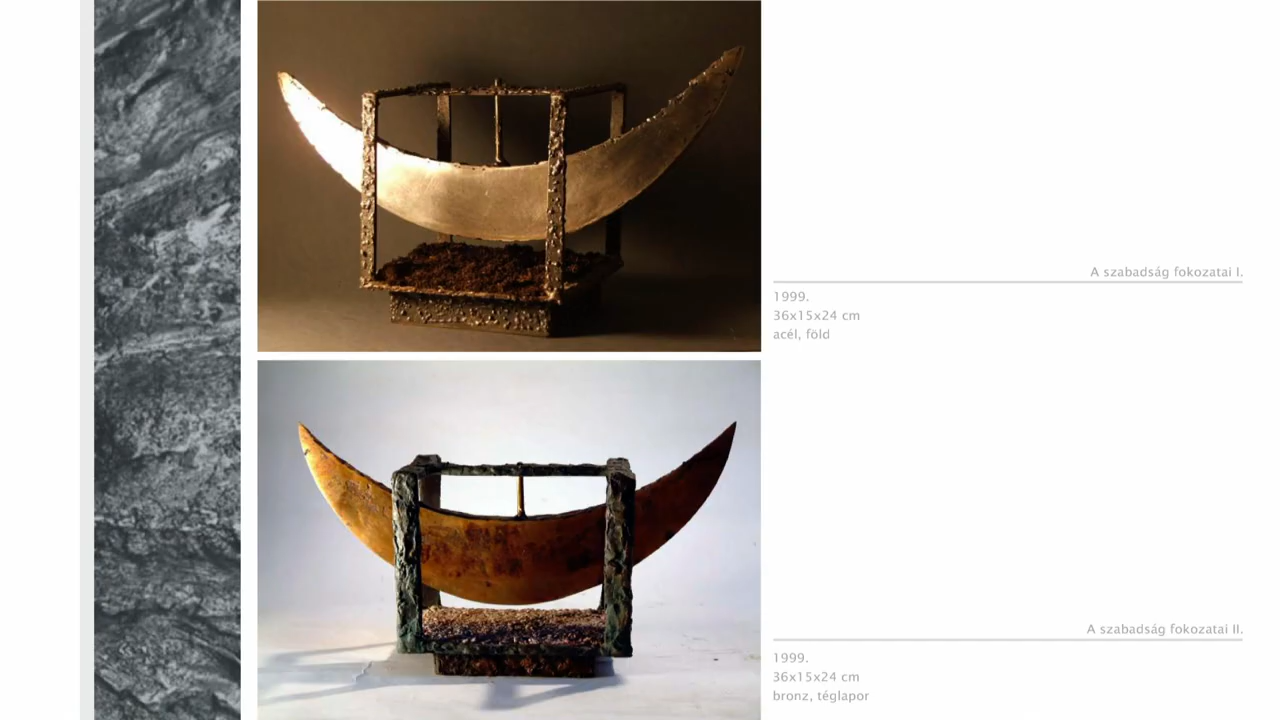 A szabadság fokozatai I.
1999.
36x15x24 cm
acél, föld
A szabadság fokozatai II.
1999.
36x15x24 cm
bronz, téglapor